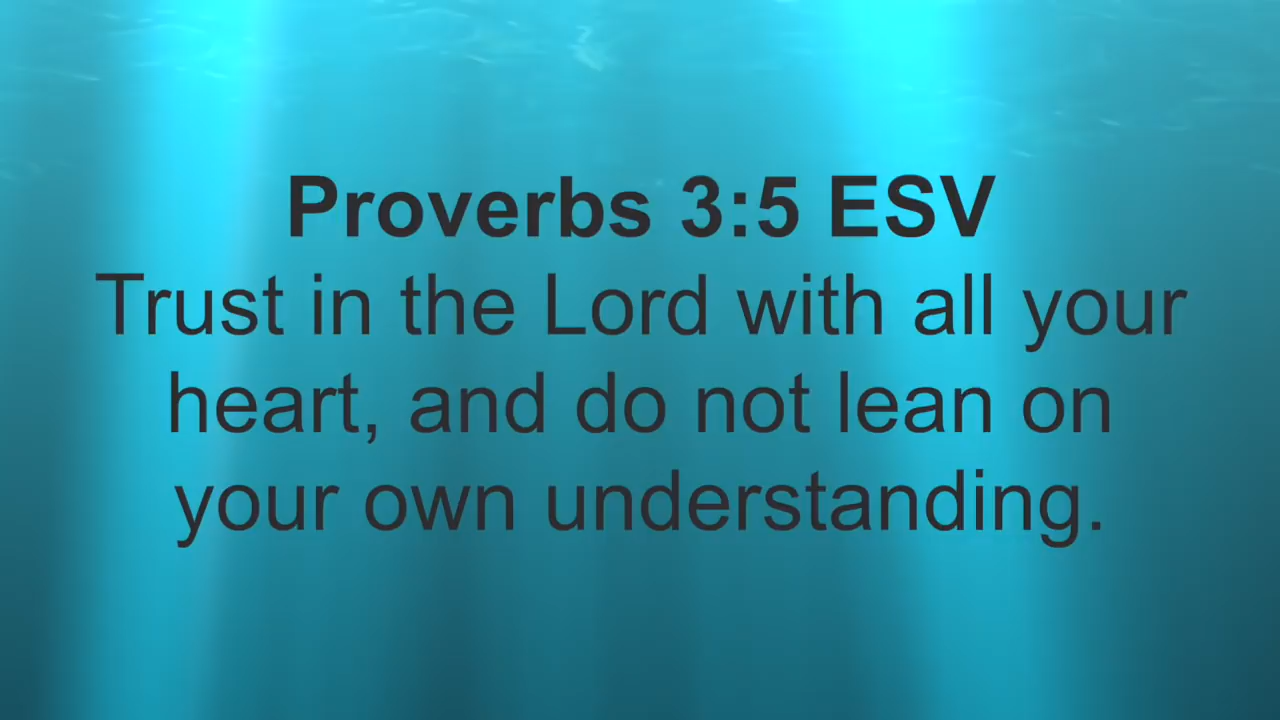 Proverbs 3:5 ESV
Trust in the Lord with all your
heart, and do not lean on
your own understanding.